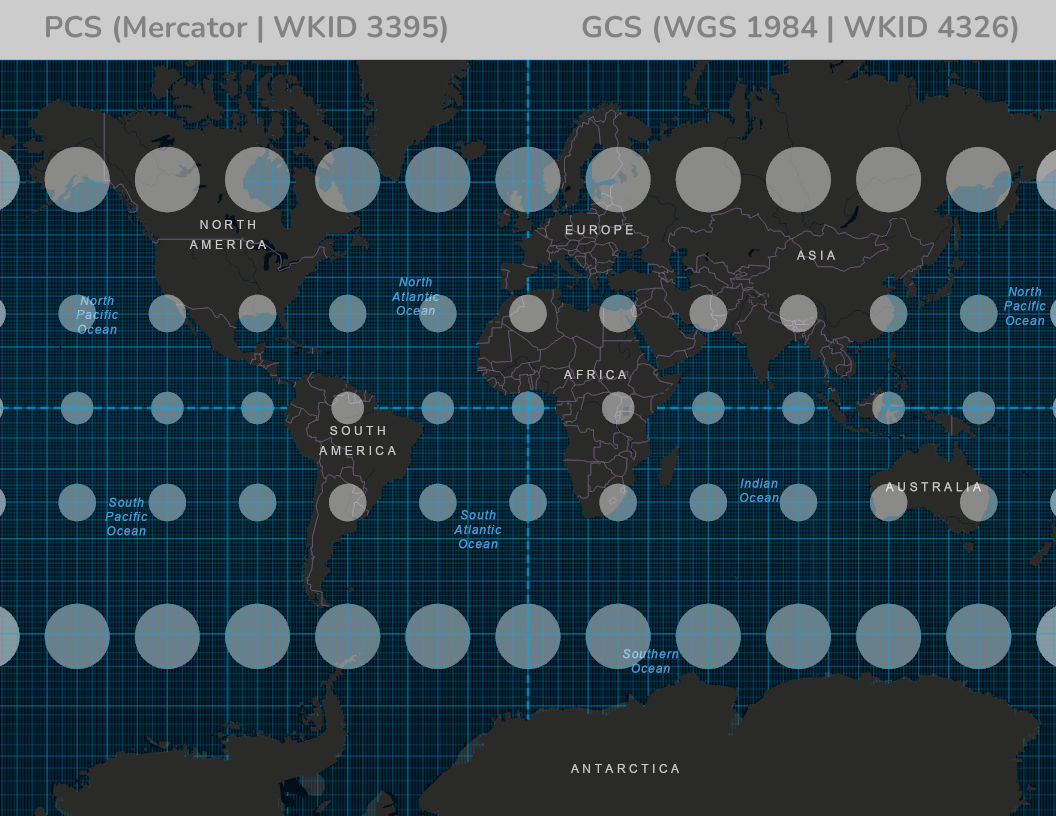 PCS (Mercator | WKID 3395)
GCS (WGS 1984 | WKID 4326)
NORTH
AMERICA
EUROPE
ASIA
North
Pacific
Ocean
North
Atlantic
Ocean
North
Pacific
Ocean
AFRICA
SOUTH
AMERICA
South
Pacific
Ocean
South
Atlantic
Ocean
Indian
Ocean
AUSTRALIA
Southern
Ocean
ANTARCTICA